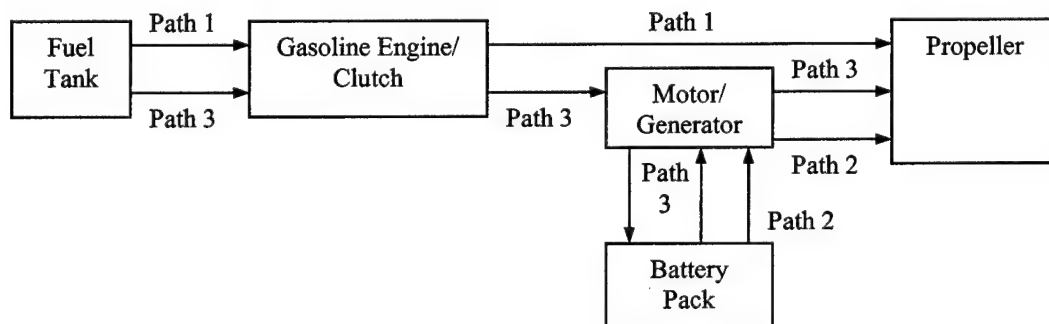 Path 1
Path 1
Fuel
Tank
Gasoline Engine/
Clutch
Propeller
Path 3
Path 3
Path 3
Motor/
Generator
Path 2
Path
3
Path 2
Battery
Pack